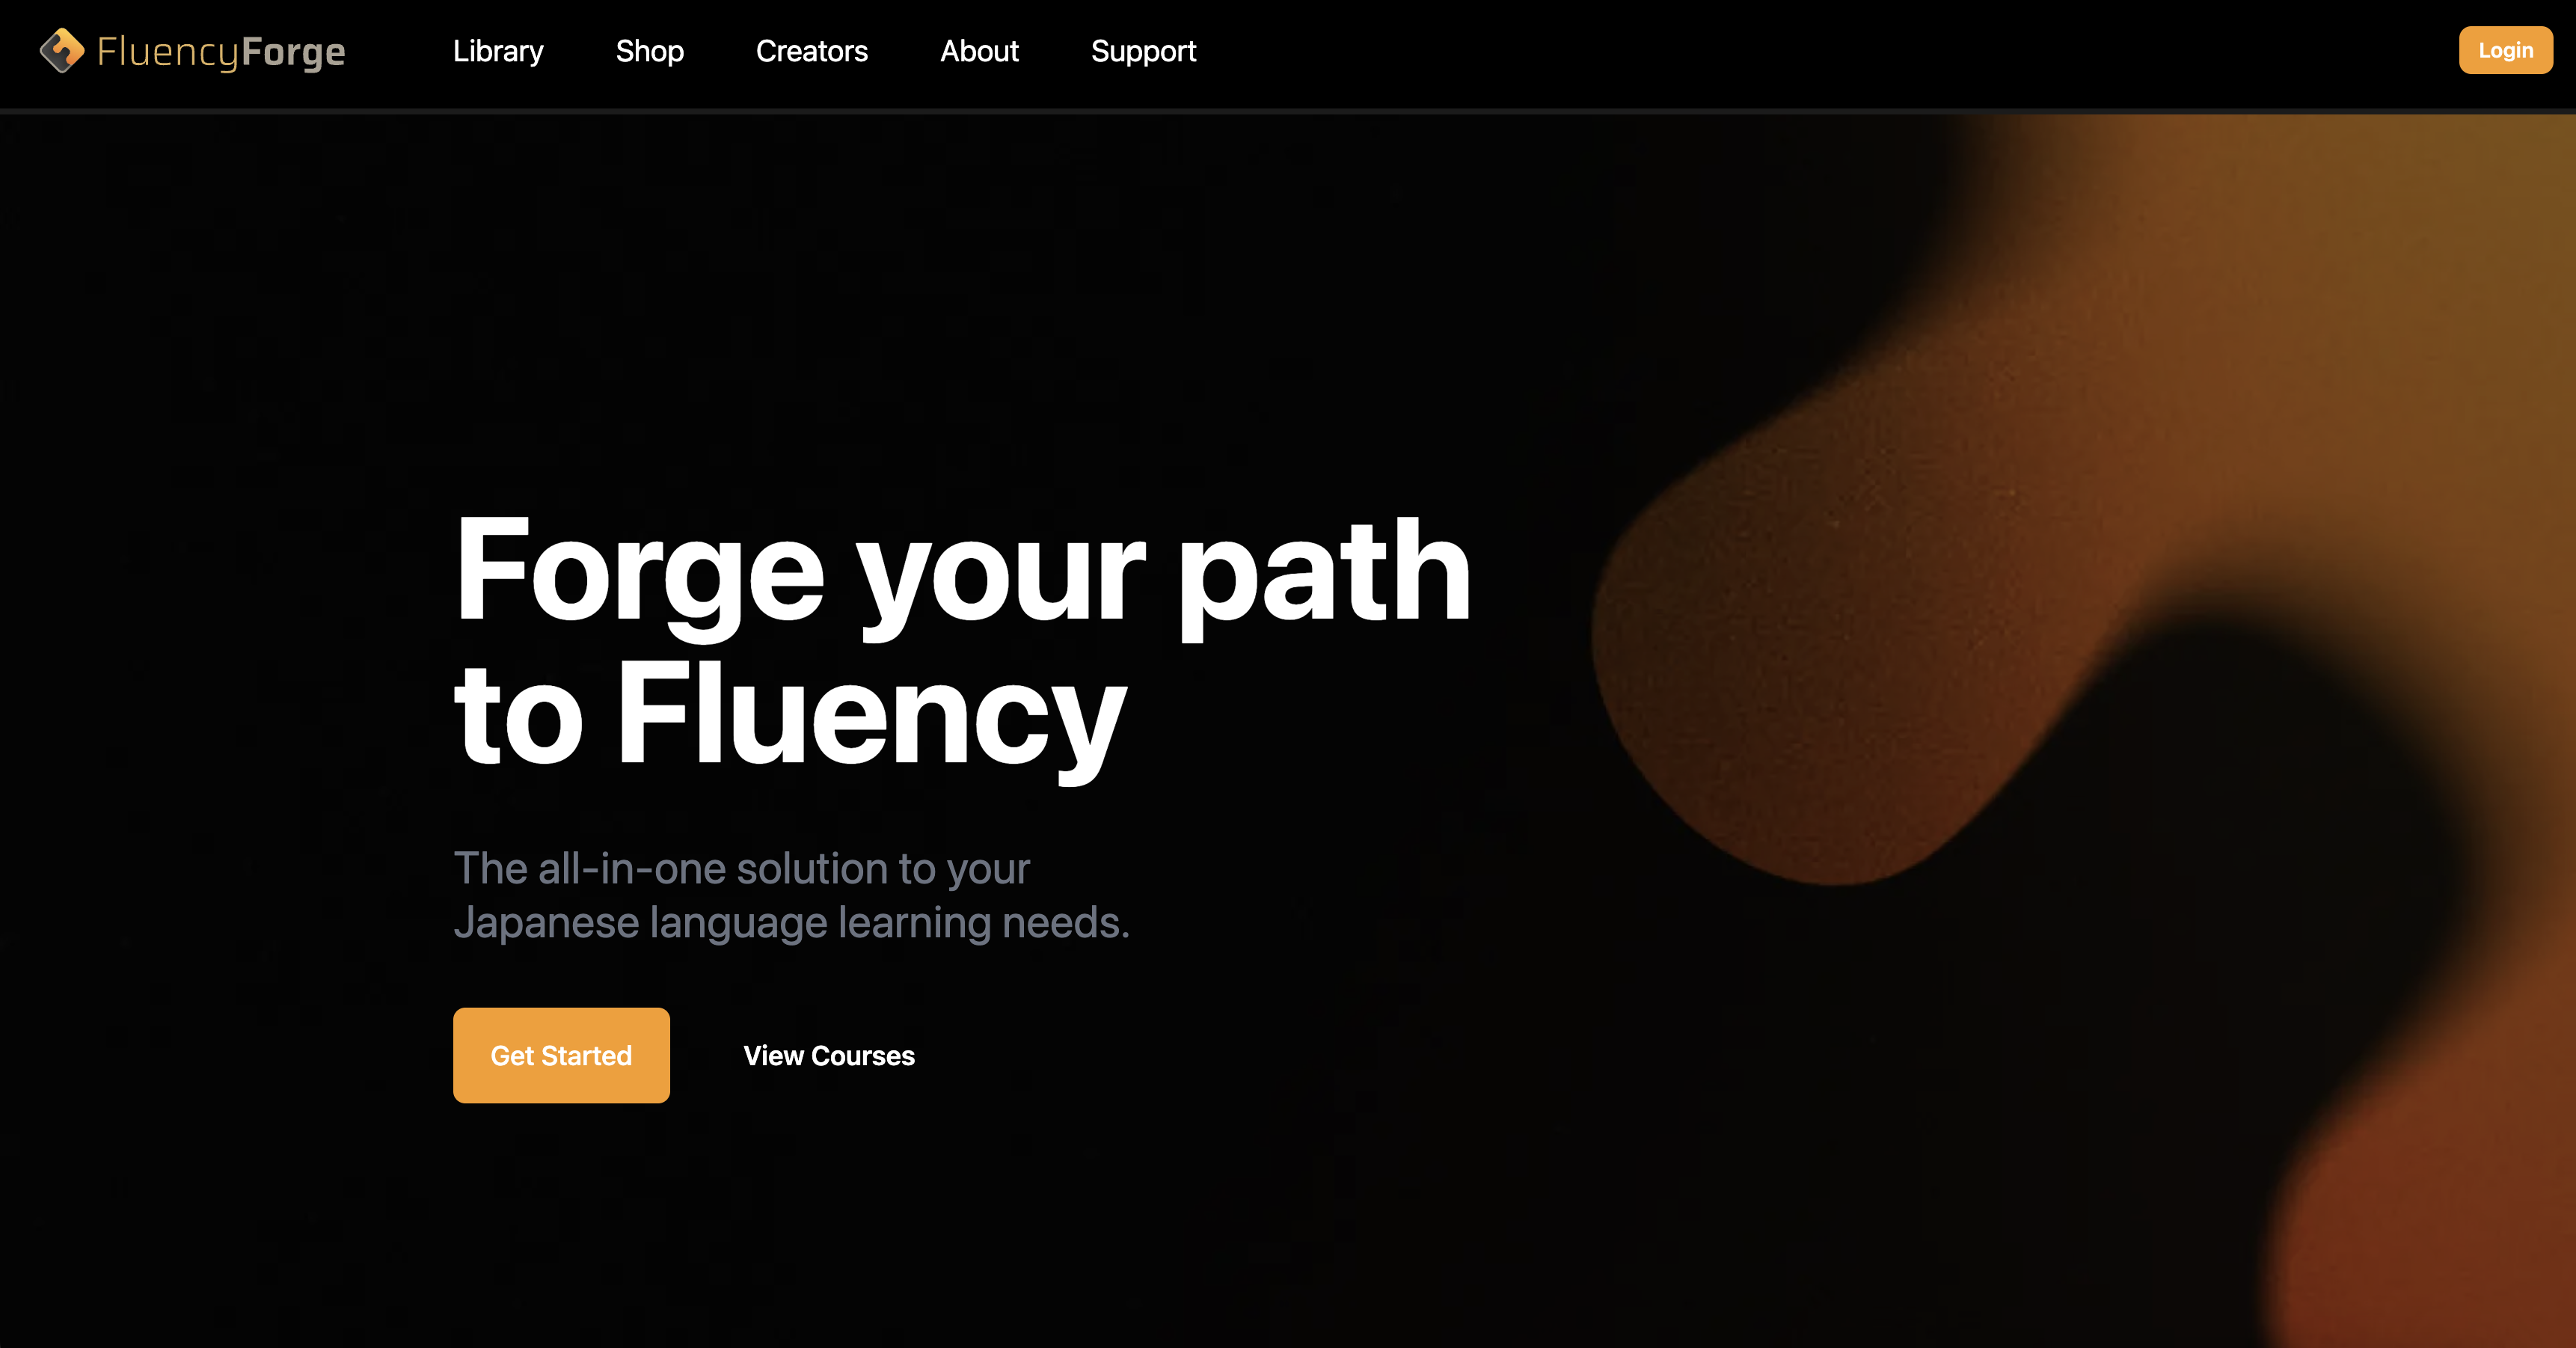 FluencyForge
Library
Shop
Creators
About
Support
Login
Forge your path
to Fluency
The all-in-one solution to your
Japanese language learning needs.
Get Started
View Courses